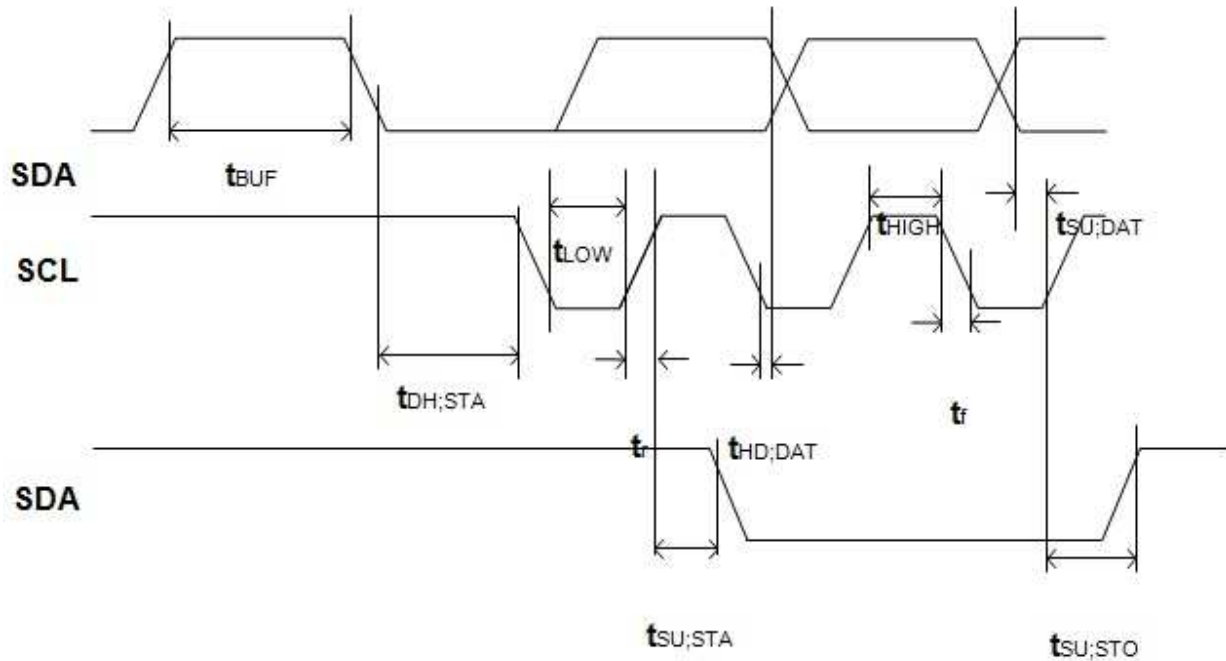 SDA
tBUF
SCL
tLOW
tHIGH
tSU;DAT
tDH;STA
tr
tHD;DAT
tf
SDA
tSU;STA
tSU;STO